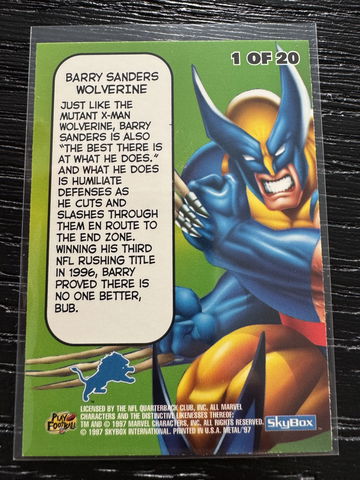 1 OF 20
BARRY SANDERS
WOLVERINE
JUST LIKE THE
MUTANT X-MAN
WOLVERINE, BARRY
SANDERS IS ALSO
"THE BEST THERE IS
AT WHAT HE DOES."
AND WHAT HE DOES
IS HUMILIATE
DEFENSES AS
HE CUTS AND
SLASHES THROUGH
THEM EN ROUTE TO
THE END ZONE.
WINNING HIS THIRD
NFL RUSHING TITLE
IN 1996, BARRY
PROVED THERE IS
NO ONE BETTER,
BUB.
PLAY
FOOTBALL
LICENSED BY THE NFL QUARTERBACK CLUB, INC. ALL MARVEL
CHARACTERS AND THE DISTINCTIVE LIKENESSES THEREOF:
TM AND © 1997 MARVEL CHARACTERS, INC. ALL RIGHTS RESERVED.
© 1997 SKYBOX INTERNATIONAL. PRINTED IN U.S.A. METAL '97
SKYBOX